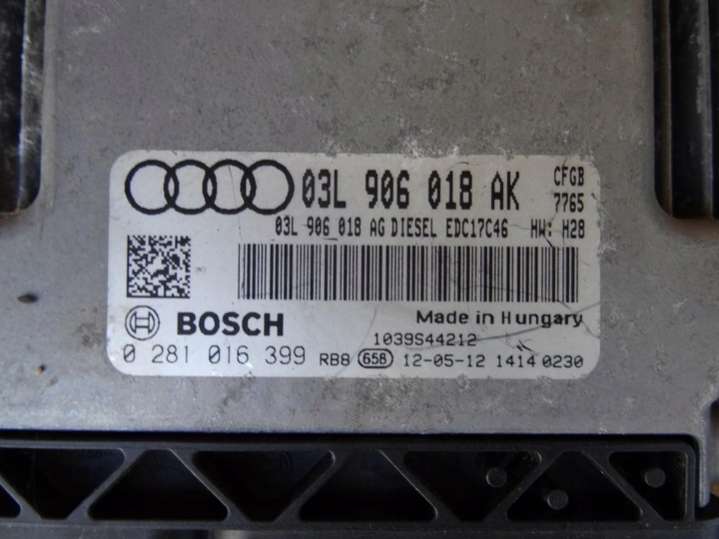 03L 906 018 AK CFGB
7765
03L 906 018 AG DIESEL EDC17C46 HW: H28
BOSCH
Made in Hungary
1039S44212
0 281 016 399 RB8 658 12-05-12 1414 0230